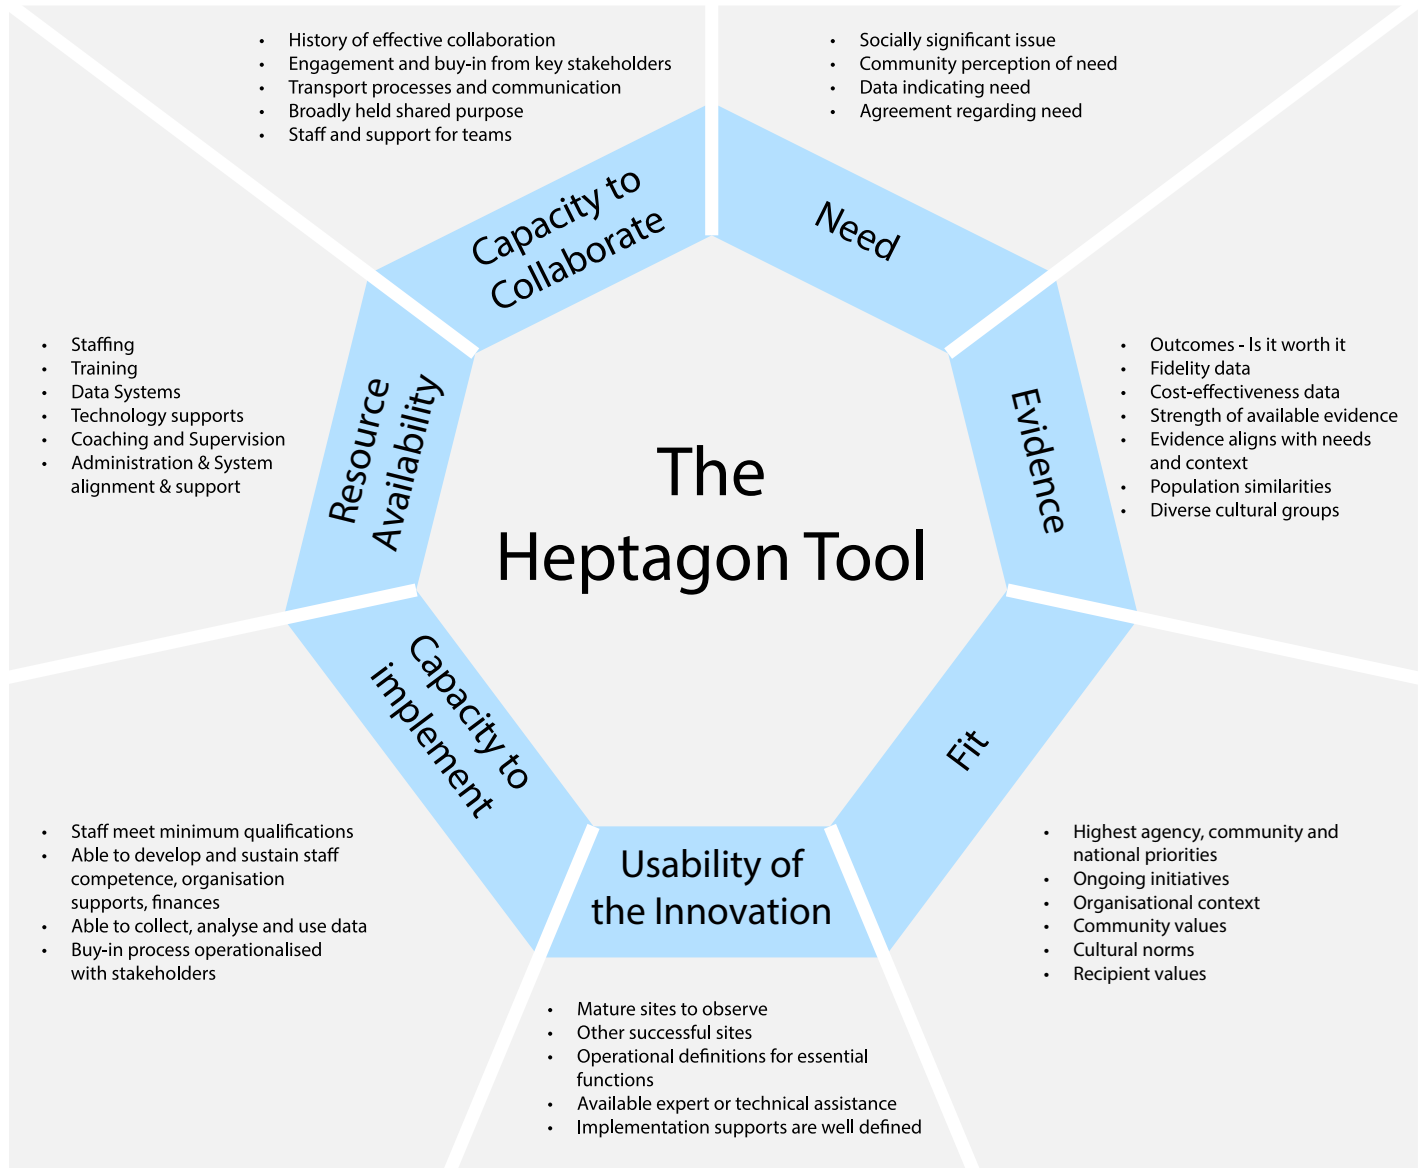 The
Heptagon Tool
Need
• Socially significant issue
• Community perception of need
• Data indicating need
• Agreement regarding need
Evidence
• Outcomes - Is it worth it
• Fidelity data
• Cost-effectiveness data
• Strength of available evidence
• Evidence aligns with needs
and context
• Population similarities
• Diverse cultural groups
Fit
• Highest agency, community and
national priorities
• Ongoing initiatives
• Organisational context
• Community values
• Cultural norms
• Recipient values
Usability of
the Innovation
• Mature sites to observe
• Other successful sites
• Operational definitions for essential
functions
• Available expert or technical assistance
• Implementation supports are well defined
Capacity to
implement
• Staff meet minimum qualifications
• Able to develop and sustain staff
competence, organisation
supports, finances
• Able to collect, analyse and use data
• Buy-in process operationalised
with stakeholders
Resource
Availability
• Staffing
• Training
• Data Systems
• Technology supports
• Coaching and Supervision
• Administration & System
alignment & support
Capacity to
Collaborate
• History of effective collaboration
• Engagement and buy-in from key stakeholders
• Transport processes and communication
• Broadly held shared purpose
• Staff and support for teams